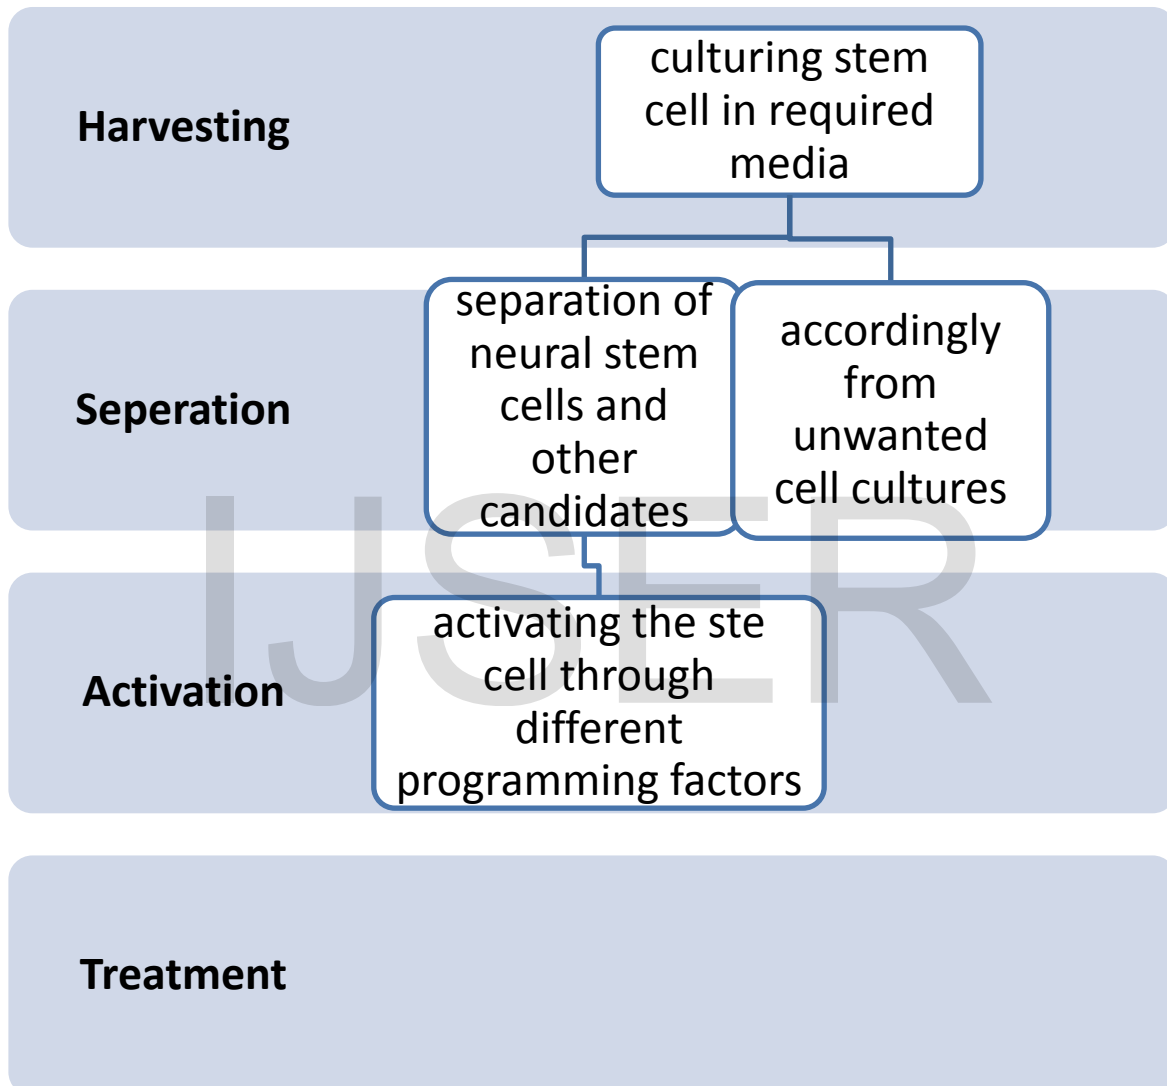 Harvesting
culturing stem
cell in required
media
Seperation
separation of
neural stem
cells and
other
candidates
accordingly
from
unwanted
cell cultures
IJSER
Activation
activating the ste
cell through
different
programming factors
Treatment